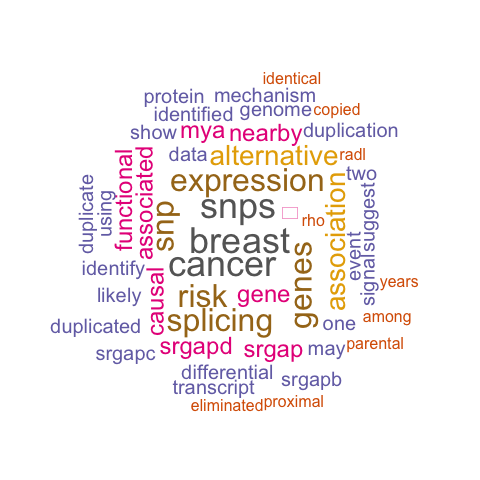 identical
protein mechanism
identified genome copied
show mya nearby duplication
data alternative radl
functional associated expression two
duplicate using snp snps rho association event signal suggest
breast
identify cancer genes
likely causal risk gene years
duplicated splicing one among
srgapc srgapd srgap may parental
differential
transcript srgapb
eliminated proximal